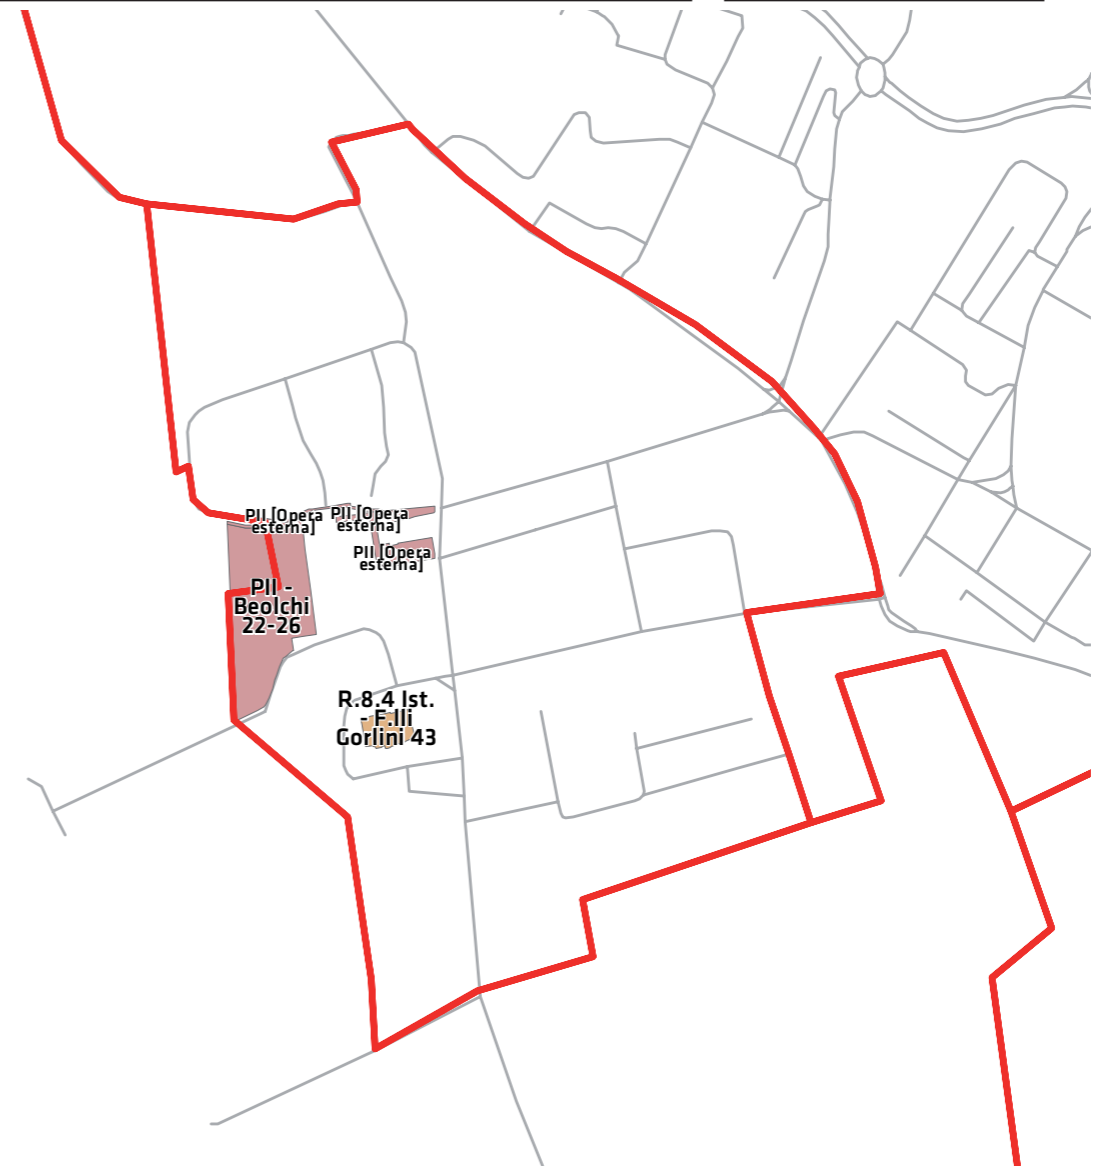 PII [Opera
esterna]
PII [Opera
esterna]
PII [Opera
esterna]
PII -
Beolchi
22-26
R.8.4 Ist.
- F.lli
Gorlini 43